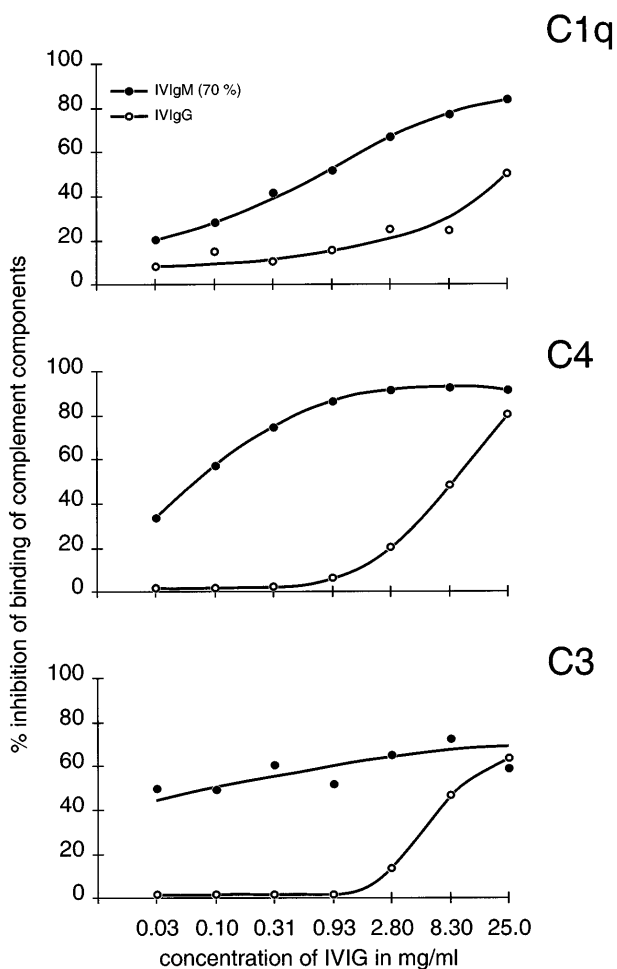 C1q
100
80
60
40
20
0
IVIgM (70 %)
IVIgG
C4
100
80
60
40
20
0
C3
100
80
60
40
20
0
% inhibition of binding of complement components
0.03 0.10 0.31 0.93 2.80 8.30 25.0
concentration of IVIG in mg/ml